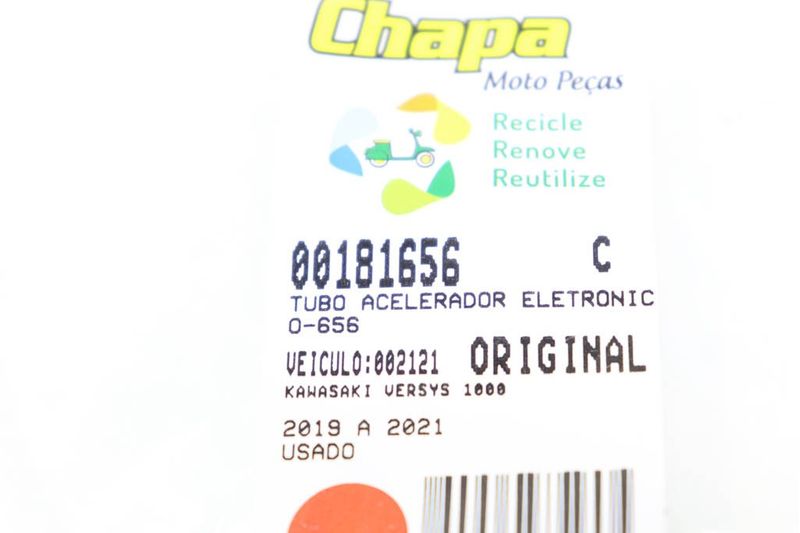 Chapa
Moto Peças
Recicle
Renove
Reutilize
00181656 C
TUBO ACELERADOR ELETRONIC
O-656
VEICULO:002121 ORIGINAL
KAWASAKI VERSYS 1000
2019 A 2021
USADO